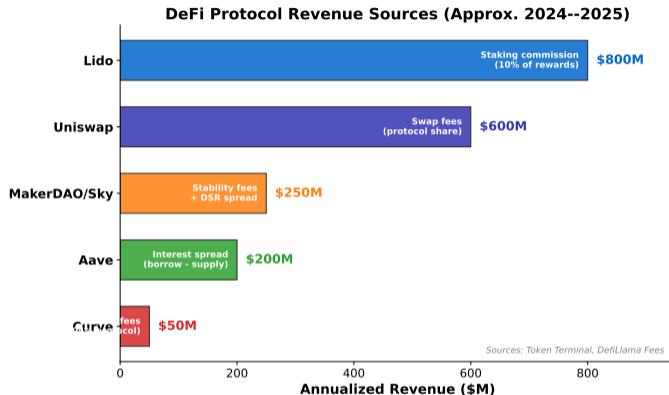 DeFi Protocol Revenue Sources (Approx. 2024--2025)
Lido
Staking commission
(10% of rewards)
$800M
Uniswap
Swap fees
(protocol share)
$600M
MakerDAO/Sky
Stability fees
+ DSR spread
$250M
Aave
Interest spread
(borrow - supply)
$200M
Curve
fees
$50M
Sources: Token Terminal, DefiLlama Fees
0 200 400 600 800
Annualized Revenue ($M)